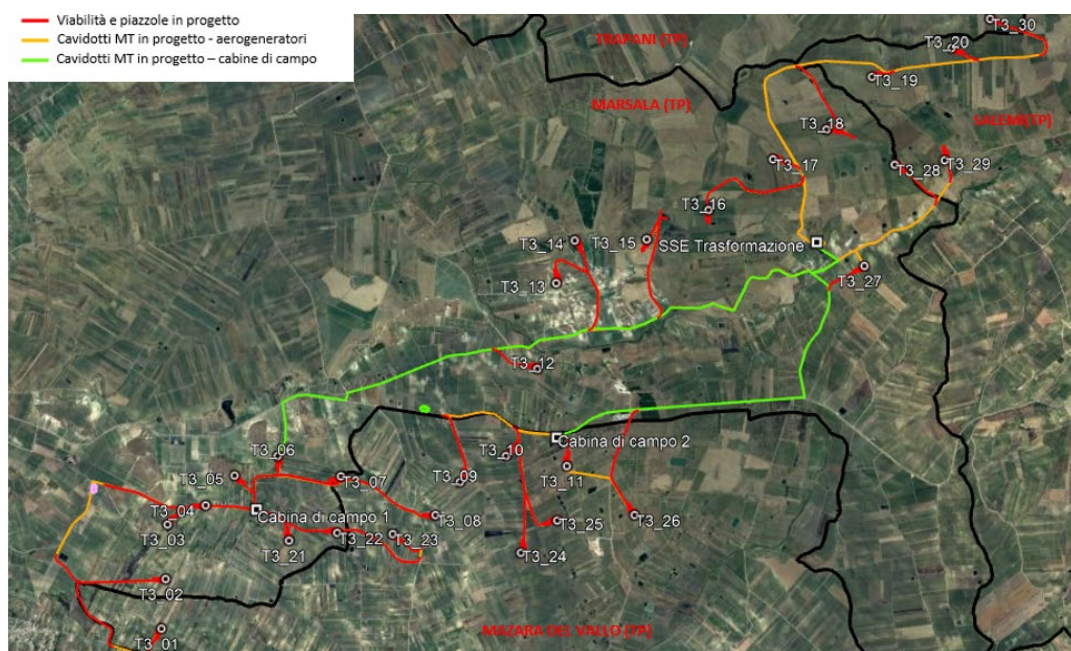 Viabilità e piazzole in progetto
Cavidotti MT in progetto - aerogeneratori
Cavidotti MT in progetto – cabine di campo
TRAPANI (TP)
MARSALA (TP)
SALEMI(TP)
T3_30
T3_20
T3_19
T3_18
T3_17
T3_28
T3_29
T3_16
T3_14
T3_15
SSE Trasformazione
T3_13
T3_27
T3_12
T3_06
T3_10
Cabina di campo 2
T3_05
T3_07
T3_09
T3_11
T3_04
Cabina di campo 1
T3_03
T3_08
T3_25
T3_26
T3_21
T3_22
T3_23
T3_24
T3_02
T3_01
MAZARA DEL VALLO (TP)